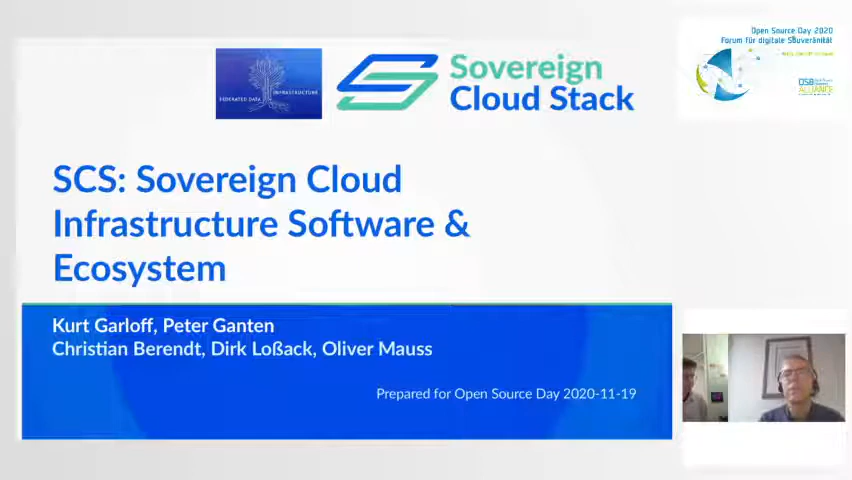 FEDERATED DATA INFRASTRUCTURE
Sovereign
Cloud Stack
Open Source Day 2020
Forum für digitale Souveränität
OSB
ALLIANCE
SCS: Sovereign Cloud
Infrastructure Software &
Ecosystem
Kurt Garloff, Peter Ganten
Christian Berendt, Dirk Loßack, Oliver Mauss
Prepared for Open Source Day 2020-11-19